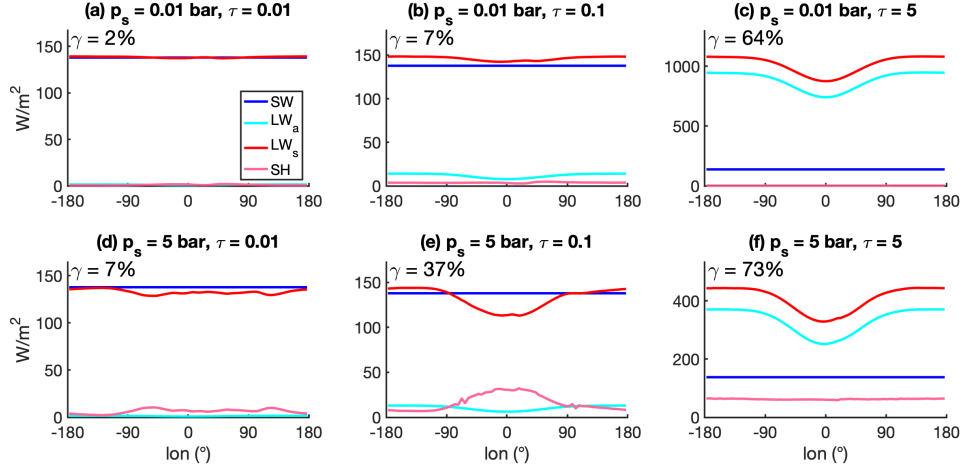 (a) pₛ = 0.01 bar, τ = 0.01
γ = 2%
W/m²
150
100
50
0
-180 -90 0 90 180
SW
LWₐ
LWₛ
SH
(b) pₛ = 0.01 bar, τ = 0.1
γ = 7%
150
100
50
0
-180 -90 0 90 180
(c) pₛ = 0.01 bar, τ = 5
γ = 64%
1000
500
0
-180 -90 0 90 180
(d) pₛ = 5 bar, τ = 0.01
γ = 7%
W/m²
150
100
50
0
-180 -90 0 90 180
lon (°)
(e) pₛ = 5 bar, τ = 0.1
γ = 37%
150
100
50
0
-180 -90 0 90 180
lon (°)
(f) pₛ = 5 bar, τ = 5
γ = 73%
400
200
0
-180 -90 0 90 180
lon (°)